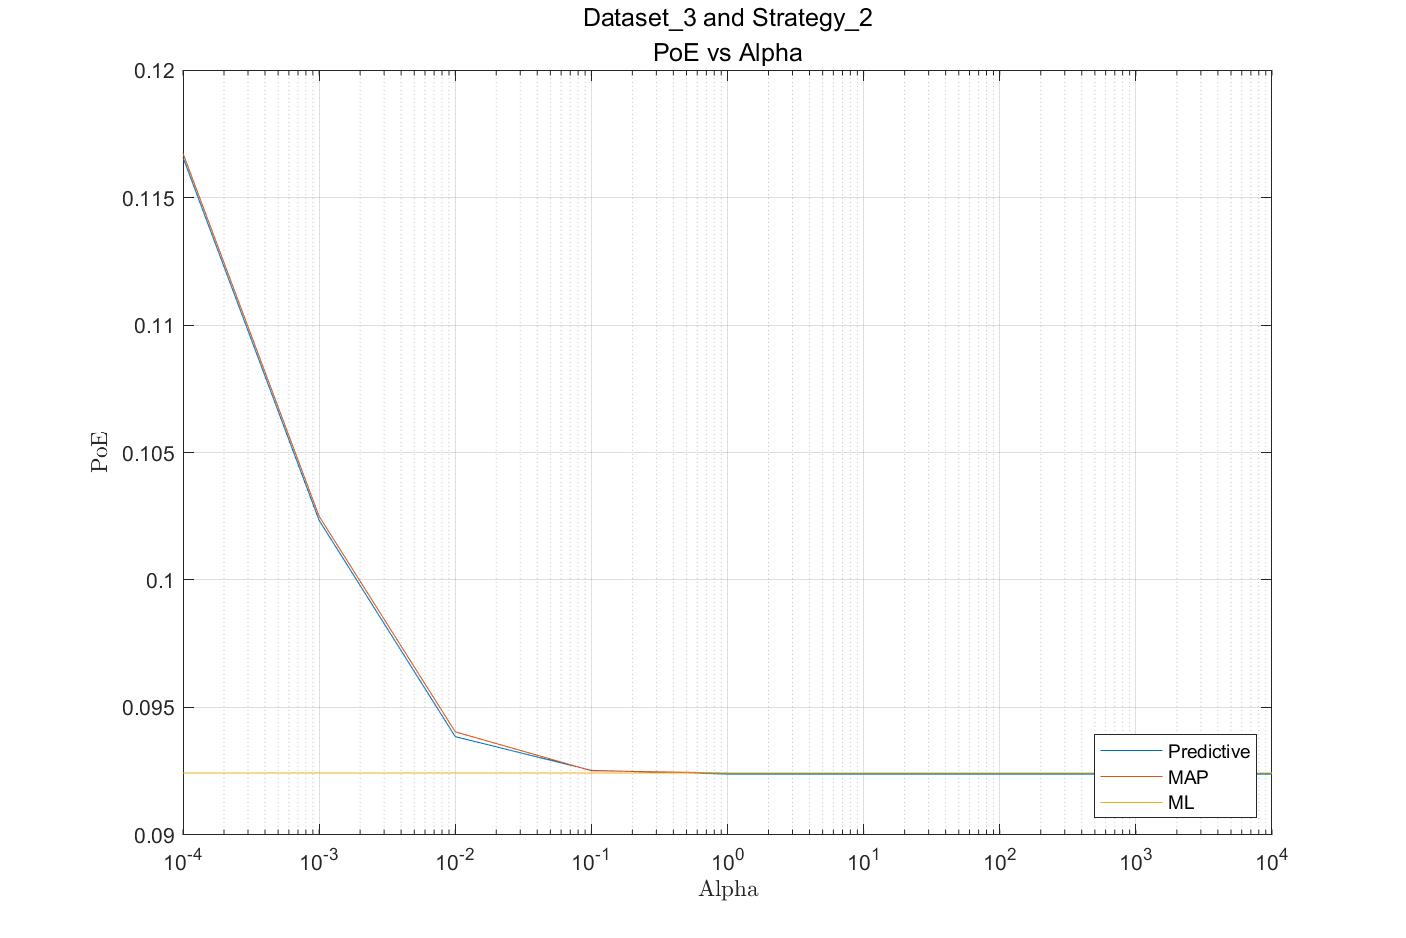 Dataset_3 and Strategy_2
PoE vs Alpha
0.12
0.115
0.11
0.105
0.1
0.095
0.09
PoE
10^-4
10^-3
10^-2
10^-1
10^0
10^1
10^2
10^3
10^4
Alpha
Predictive
MAP
ML